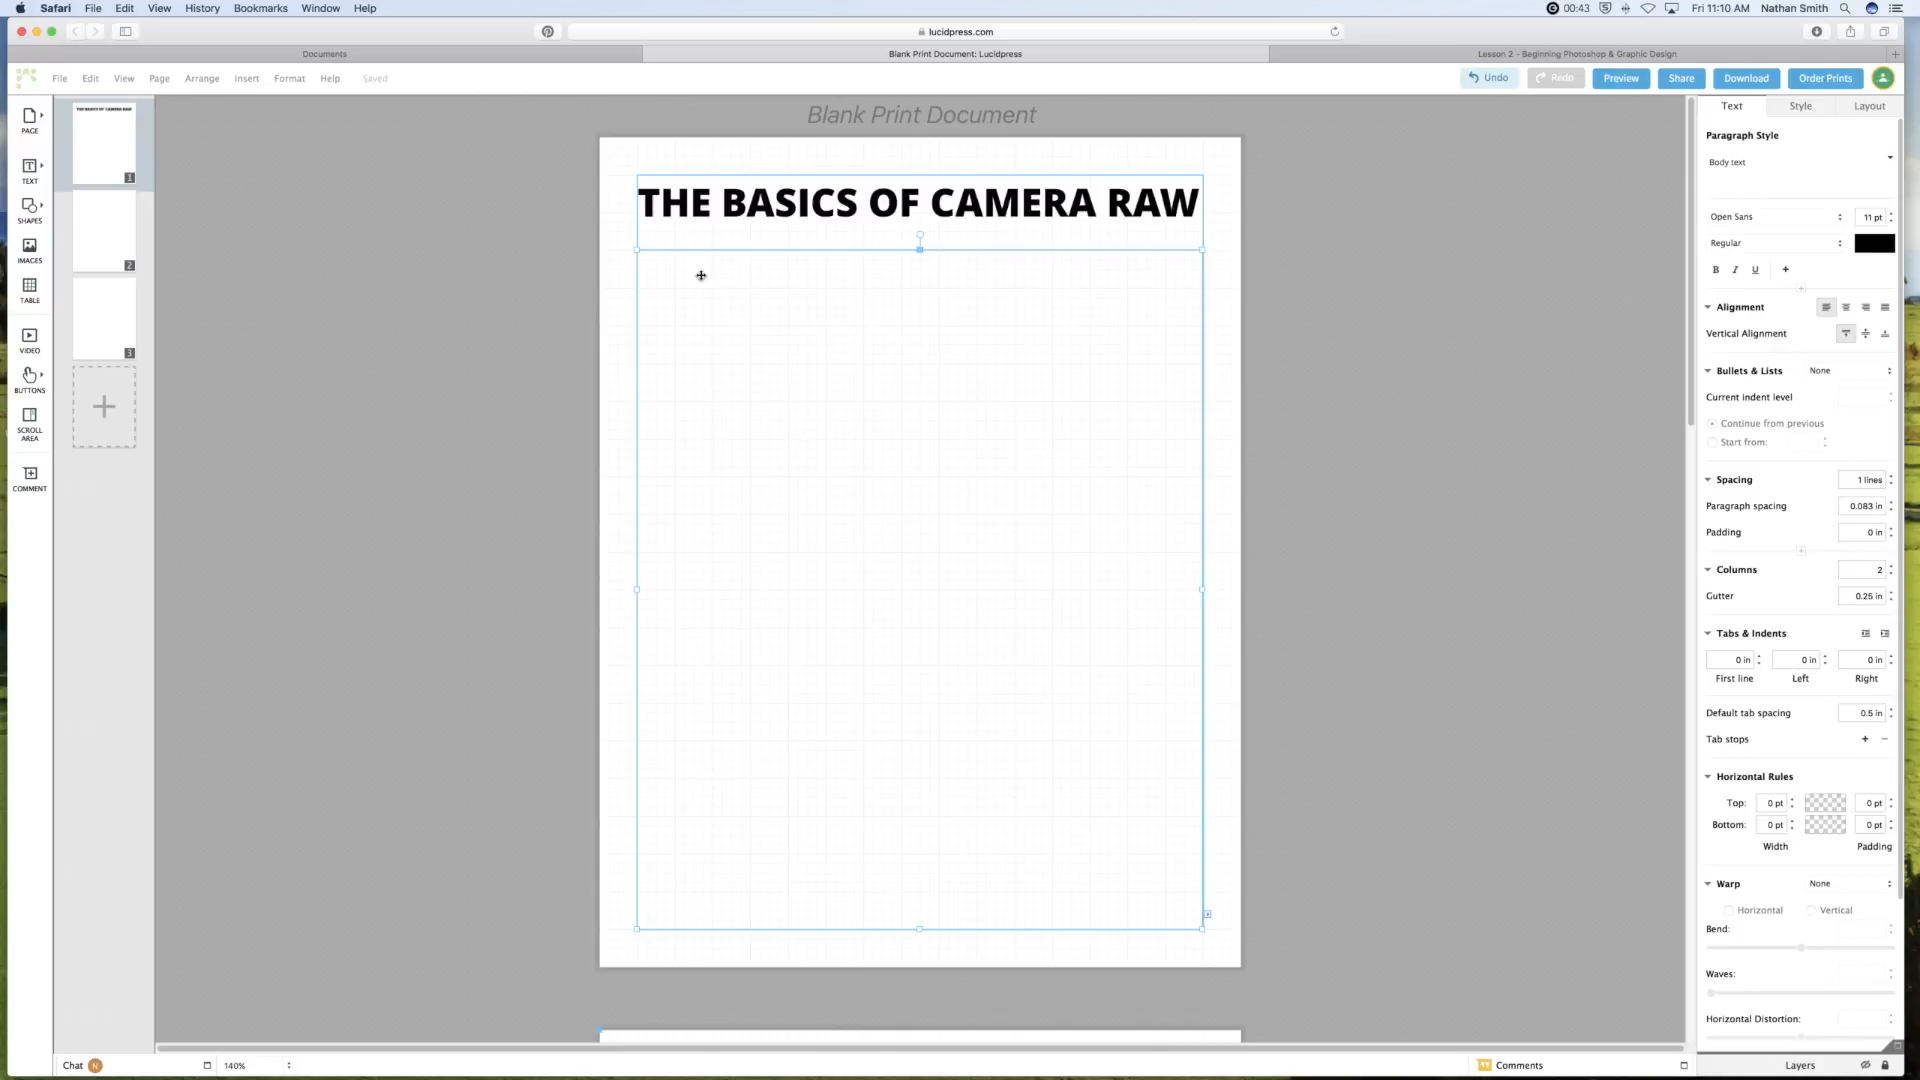 Safari File Edit View History Bookmarks Window Help 00:43 Fri 11:10 AM Nathan Smith
lucidpress.com
Documents Blank Print Document: Lucidpress Lesson 2 - Beginning Photoshop & Graphic Design
File Edit View Page Arrange Insert Format Help Saved Undo Redo Preview Share Download Order Prints
Text Style Layout
PAGE
TEXT
SHAPES
IMAGES
TABLE
VIDEO
BUTTONS
SCROLL
AREA
COMMENT
THE BASICS OF CAMERA RAW
1
2
3
Blank Print Document
THE BASICS OF CAMERA RAW
Paragraph Style
Body text
Open Sans 11 pt
Regular
B I U
Alignment
Vertical Alignment
Bullets & Lists None
Current indent level
Continue from previous
Start from:
Spacing 1 lines
Paragraph spacing 0.083 in
Padding 0 in
Columns 2
Gutter 0.25 in
Tabs & Indents
0 in 0 in 0 in
First line Left Right
Default tab spacing 0.5 in
Tab stops
Horizontal Rules
Top: 0 pt 0 pt
Bottom: 0 pt 0 pt
Width Padding
Warp None
Horizontal Vertical
Bend:
Waves:
Horizontal Distortion:
Chat N 140% Comments Layers